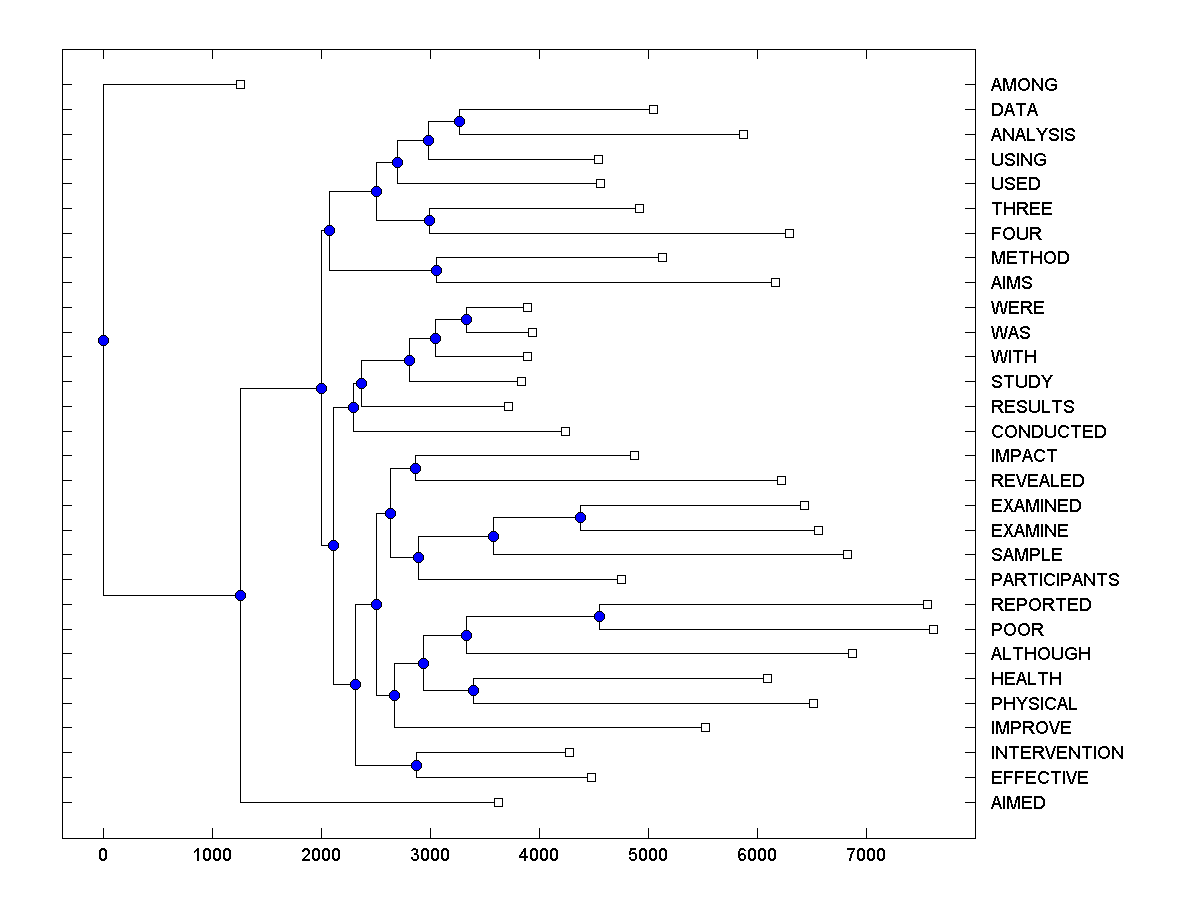 AMONG
DATA
ANALYSIS
USING
USED
THREE
FOUR
METHOD
AIMS
WERE
WAS
WITH
STUDY
RESULTS
CONDUCTED
IMPACT
REVEALED
EXAMINED
EXAMINE
SAMPLE
PARTICIPANTS
REPORTED
POOR
ALTHOUGH
HEALTH
PHYSICAL
IMPROVE
INTERVENTION
EFFECTIVE
AIMED
0 1000 2000 3000 4000 5000 6000 7000